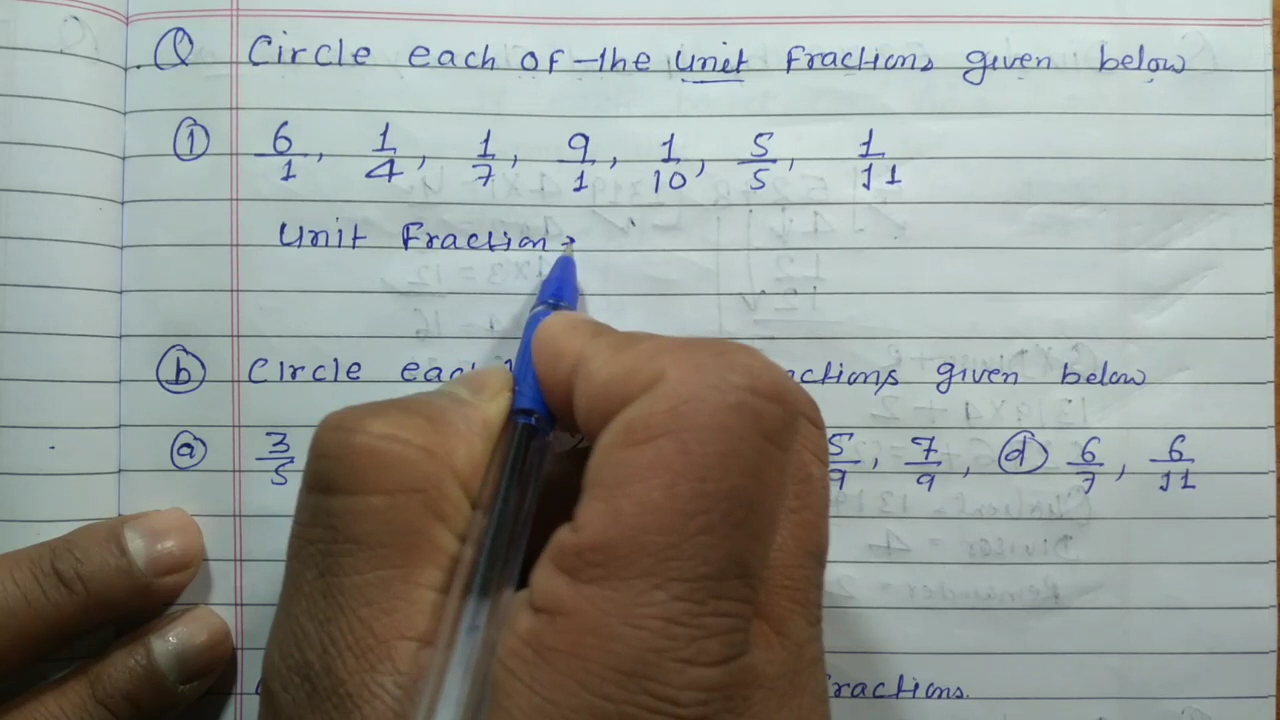 Q Circle each of the unit fractions given below
① 6/1, 1/4, 1/7, 9/1, 1/10, 5/5, 1/11
Unit Fraction
ⓑ Circle each given below
ⓐ 3/5 5/9, 7/9, ⓓ 6/7, 6/11
fractions.